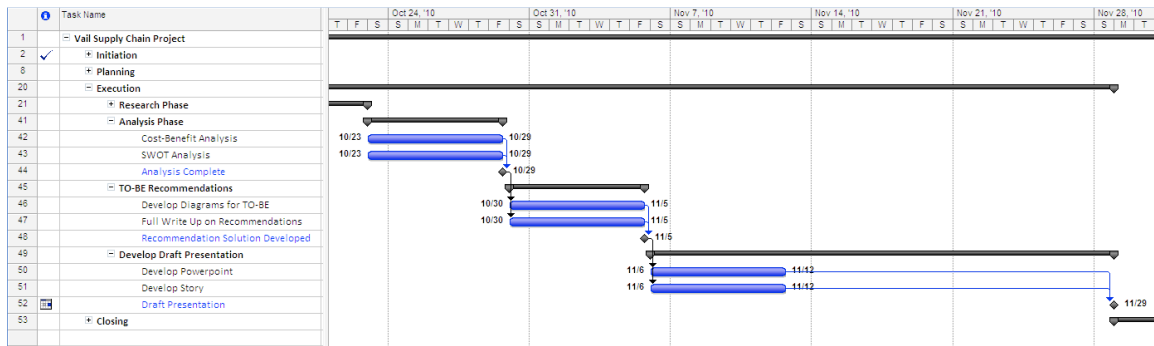 Task Name
Oct 24, '10 Oct 31, '10 Nov 7, '10 Nov 14, '10 Nov 21, '10 Nov 28, '10
T F S S M T W T F S S M T W T F S S M T W T F S S M T W T F S S M T W T F S S M T
1 Vail Supply Chain Project
2 Initiation
8 Planning
20 Execution
21 Research Phase
41 Analysis Phase
42 Cost-Benefit Analysis 10/23 10/29
43 SWOT Analysis 10/23 10/29
44 Analysis Complete 10/29
45 TO-BE Recommendations
46 Develop Diagrams for TO-BE 10/30 11/5
47 Full Write Up on Recommendations 10/30 11/5
48 Recommendation Solution Developed 11/5
49 Develop Draft Presentation
50 Develop Powerpoint 11/6 11/12
51 Develop Story 11/6 11/12
52 Draft Presentation 11/29
53 Closing